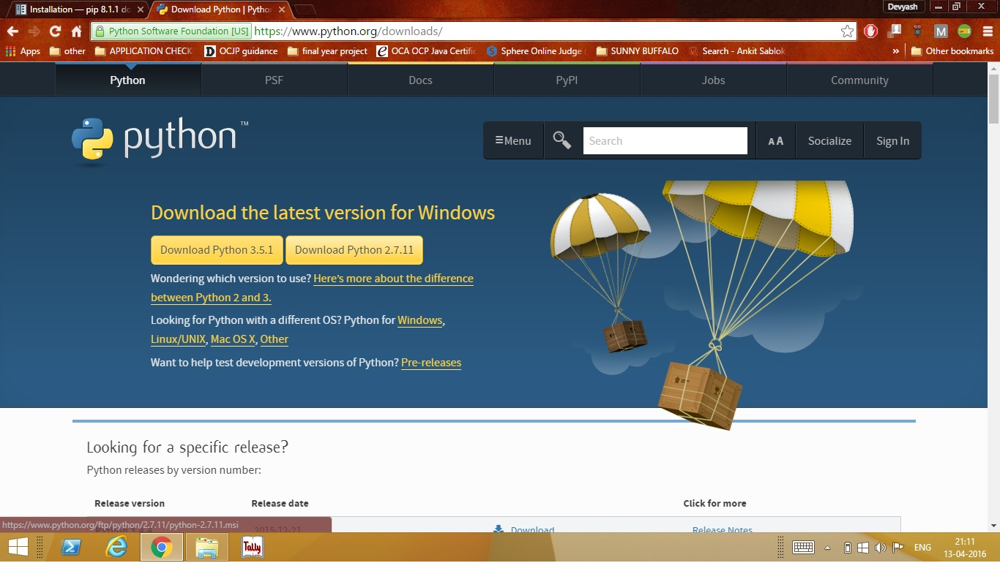 Installation — pip 8.1.1 do
Download Python | Pytho
Devyash
Python Software Foundation [US]
https://www.python.org/downloads/
M
Apps
other
APPLICATION CHECK
OCJP guidance
final year project
OCA OCP Java Certific
Sphere Online Judge (
SUNNY BUFFALO
Search - Ankit Sablok
»
Other bookmarks
Python
PSF
Docs
PyPI
Jobs
Community
python™
≡Menu
Search
A A
Socialize
Sign In
Download the latest version for Windows
Download Python 3.5.1
Download Python 2.7.11
Wondering which version to use? Here's more about the difference
between Python 2 and 3.
Looking for Python with a different OS? Python for Windows,
Linux/UNIX, Mac OS X, Other
Want to help test development versions of Python? Pre-releases
Looking for a specific release?
Python releases by version number:
Release version
Release date
Click for more
2015-12-21
Download
Release Notes
https://www.python.org/ftp/python/2.7.11/python-2.7.11.msi
Tally
ENG
21:11
13-04-2016